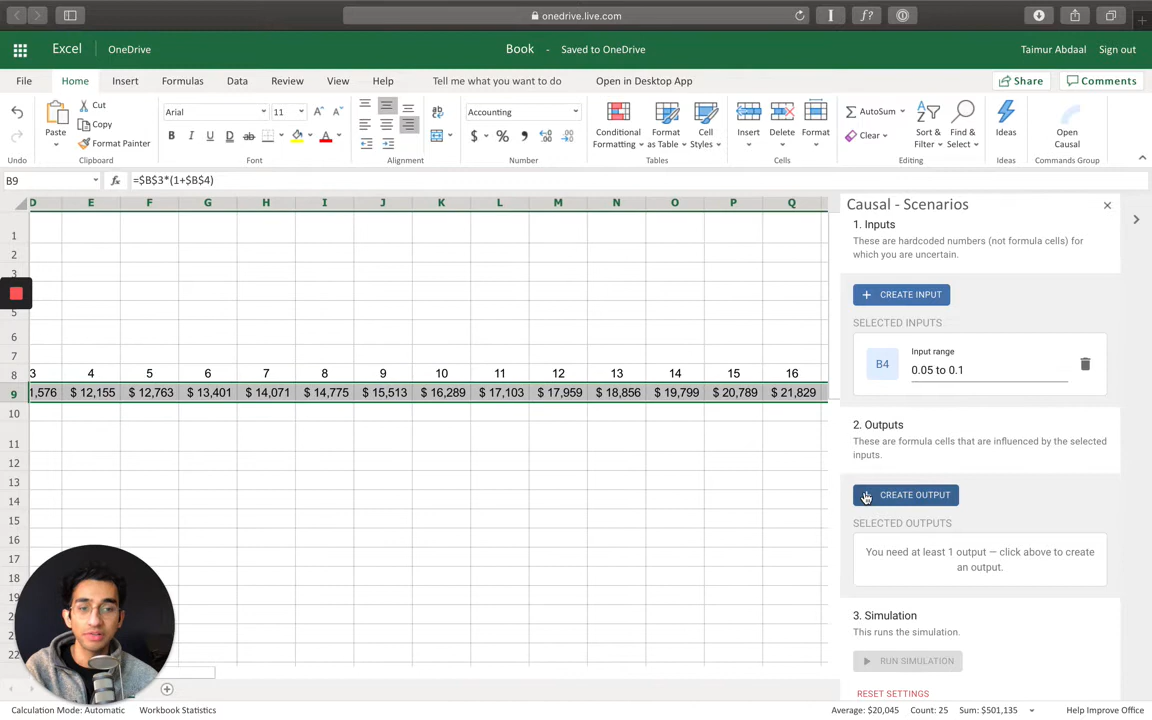 onedrive.live.com
I
f?
Excel OneDrive Book - Saved to OneDrive Taimur Abdaal Sign out
File Home Insert Formulas Data Review View Help Tell me what you want to do Open in Desktop App Share Comments
Cut
Copy
Paste
Format Painter
Undo Clipboard
Arial 11 A A
B I U D ab A
Font
ab
Alignment
Accounting
$ % , .00
Number
Conditional Formatting
Format as Table
Cell Styles
Tables
Insert Delete Format
Cells
AutoSum
Clear
Sort & Filter
Find & Select
Editing
Ideas
Ideas
Open Causal
Commands Group
B9 fx =$B$3*(1+$B$4)
D E F G H I J K L M N O P Q
1
2
3
5
6
7
8 3 4 5 6 7 8 9 10 11 12 13 14 15 16
9 1,576 $ 12,155 $ 12,763 $ 13,401 $ 14,071 $ 14,775 $ 15,513 $ 16,289 $ 17,103 $ 17,959 $ 18,856 $ 19,799 $ 20,789 $ 21,829
10
11
12
13
14
15
16
17
18
19
22
Causal - Scenarios
1. Inputs
These are hardcoded numbers (not formula cells) for
which you are uncertain.
+ CREATE INPUT
SELECTED INPUTS
B4
Input range
0.05 to 0.1
2. Outputs
These are formula cells that are influenced by the selected
inputs.
CREATE OUTPUT
SELECTED OUTPUTS
You need at least 1 output — click above to create
an output.
3. Simulation
This runs the simulation.
RUN SIMULATION
RESET SETTINGS
Calculation Mode: Automatic Workbook Statistics Average: $20,045 Count: 25 Sum: $501,135 Help Improve Office